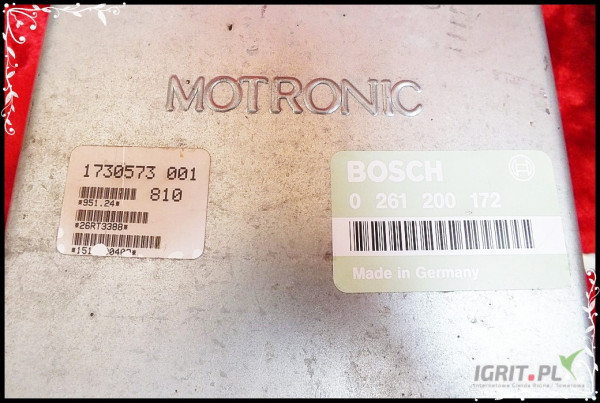 MOTRONIC
1730573 001
810
*951.24*
*26RT3388*
BOSCH
0 261 200 172
Made in Germany
IGRIT.PL